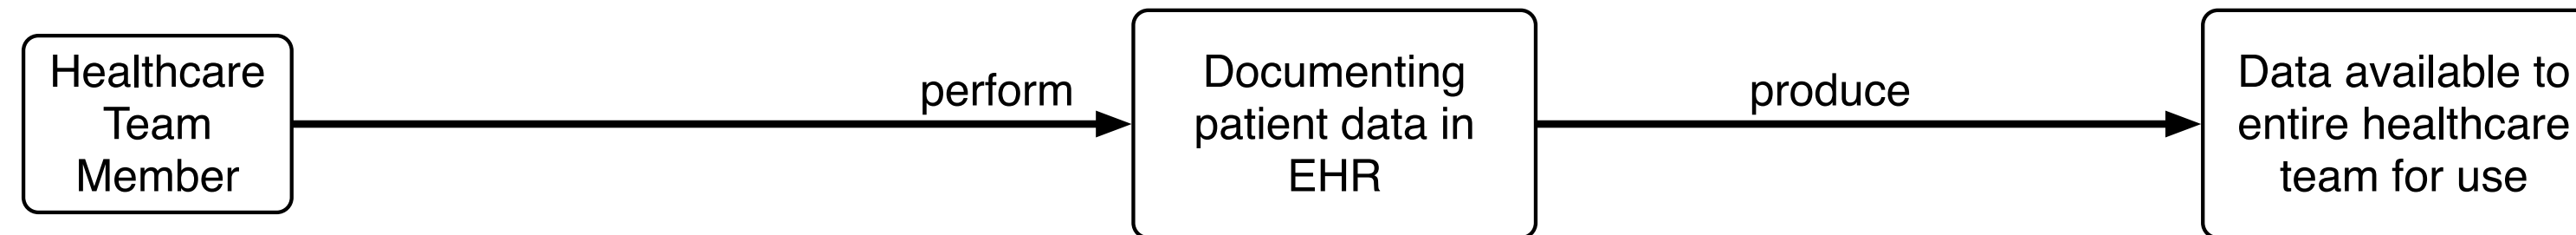 Healthcare
Team
Member
perform
Documenting
patient data in
EHR
produce
Data available to
entire healthcare
team for use